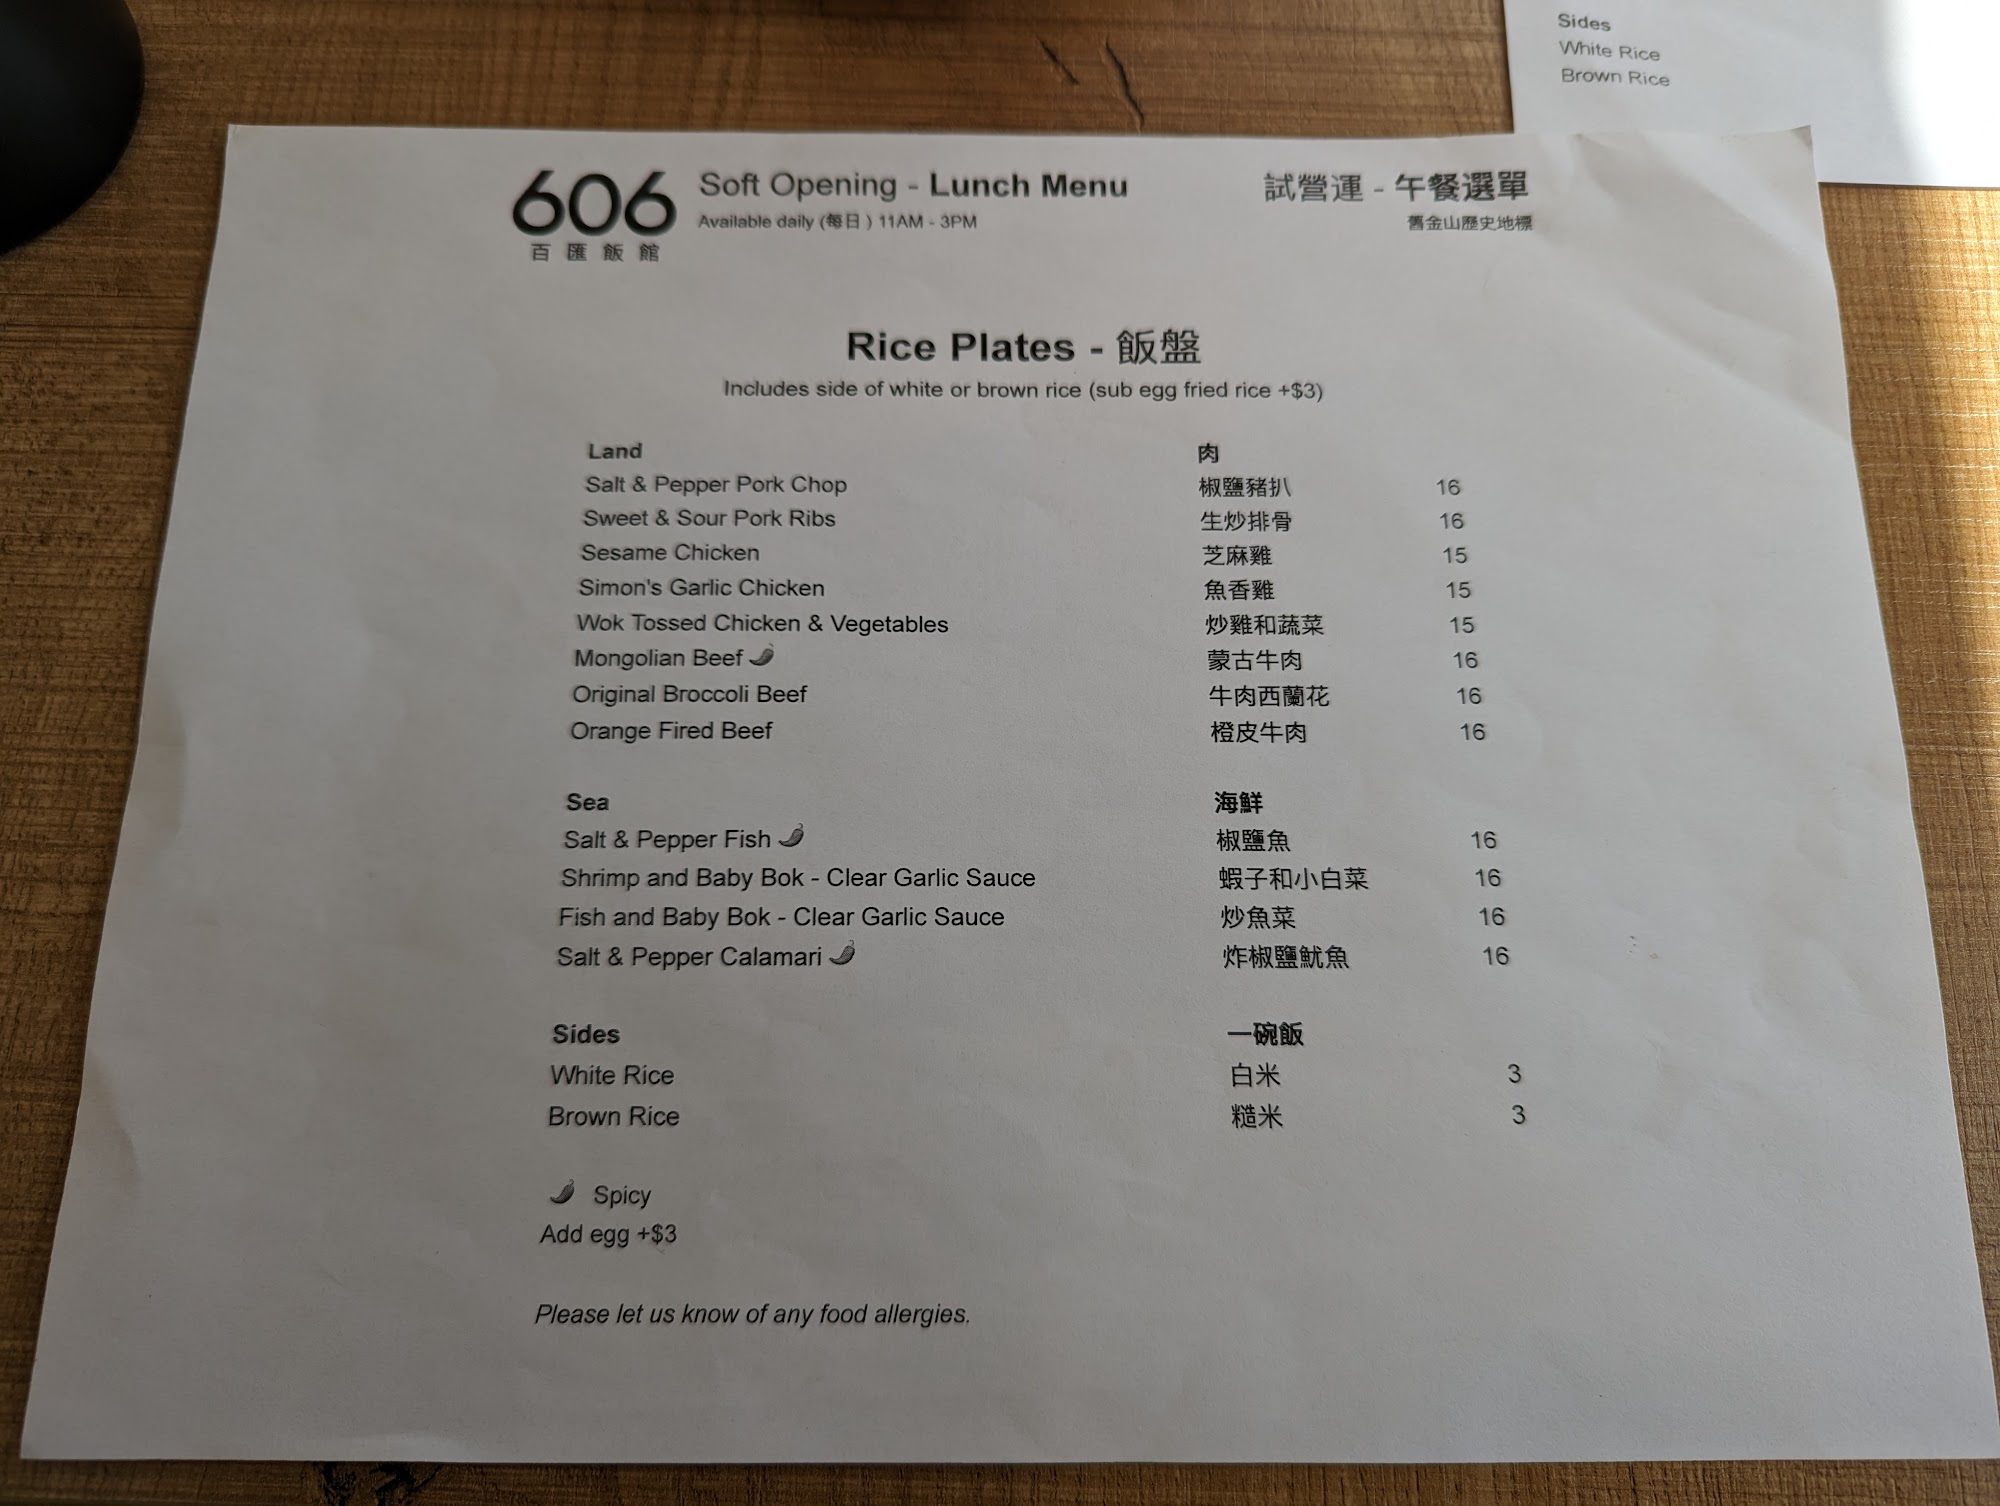 Sides
White Rice
Brown Rice
606 Soft Opening - Lunch Menu 試營運 - 午餐選單
百匯飯館 Available daily (每日) 11AM - 3PM 舊金山歷史地標
Rice Plates - 飯盤
Includes side of white or brown rice (sub egg fried rice +$3)
Land 肉
Salt & Pepper Pork Chop 椒鹽豬扒 16
Sweet & Sour Pork Ribs 生炒排骨 16
Sesame Chicken 芝麻雞 15
Simon's Garlic Chicken 魚香雞 15
Wok Tossed Chicken & Vegetables 炒雞和蔬菜 15
Mongolian Beef 🌶 蒙古牛肉 16
Original Broccoli Beef 牛肉西蘭花 16
Orange Fired Beef 橙皮牛肉 16
Sea 海鮮
Salt & Pepper Fish 🌶 椒鹽魚 16
Shrimp and Baby Bok - Clear Garlic Sauce 蝦子和小白菜 16
Fish and Baby Bok - Clear Garlic Sauce 炒魚菜 16
Salt & Pepper Calamari 🌶 炸椒鹽魷魚 16
Sides 一碗飯
White Rice 白米 3
Brown Rice 糙米 3
🌶 Spicy
Add egg +$3
Please let us know of any food allergies.